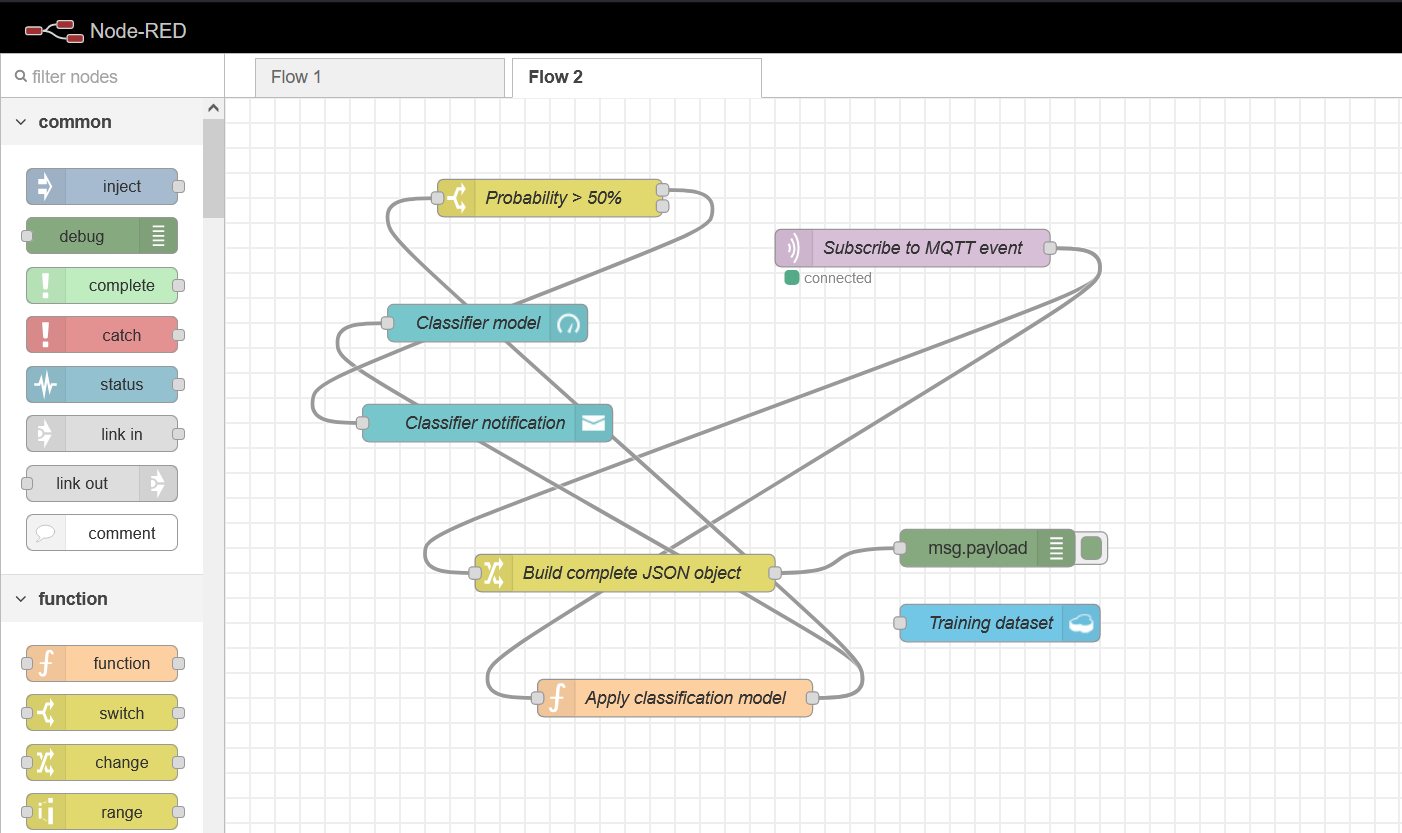 Node-RED
filter nodes
Flow 1
Flow 2
common
inject
debug
complete
catch
status
link in
link out
comment
function
function
switch
change
range
Probability > 50%
Subscribe to MQTT event
connected
Classifier model
Classifier notification
msg.payload
Build complete JSON object
Training dataset
Apply classification model